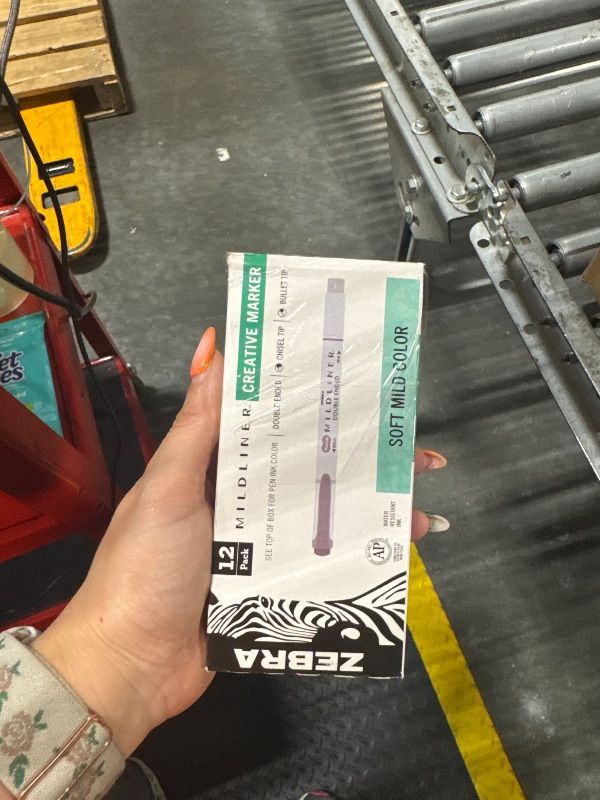 12
Pack
MILDLINER
CREATIVE MARKER
SEE TOP OF BOX FOR PEN INK COLOR | DOUBLE ENDED | CHISEL TIP | BULLET TIP
MILDLINER
DOUBLE ENDED
SOFT MILD COLOR
AP
WATER
RESISTANT
INK
ZEBRA